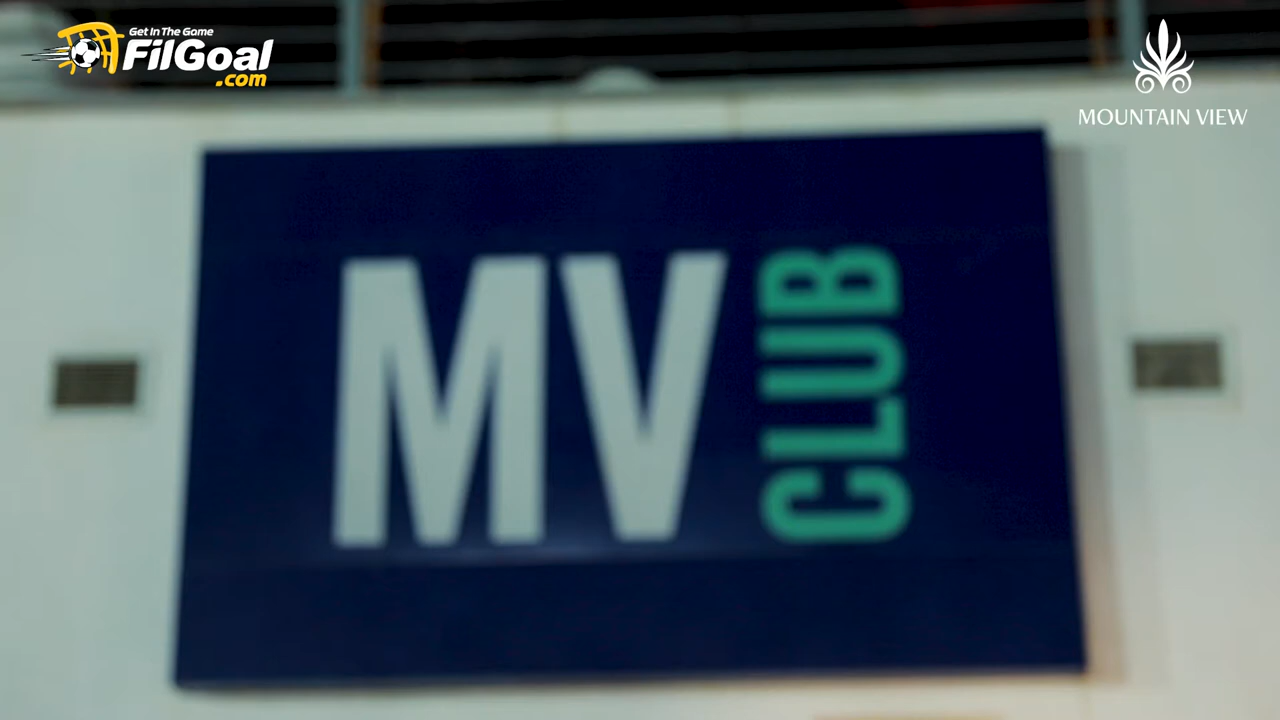 Get In The Game
FilGoal
.com
MOUNTAIN VIEW
MV
CLUB